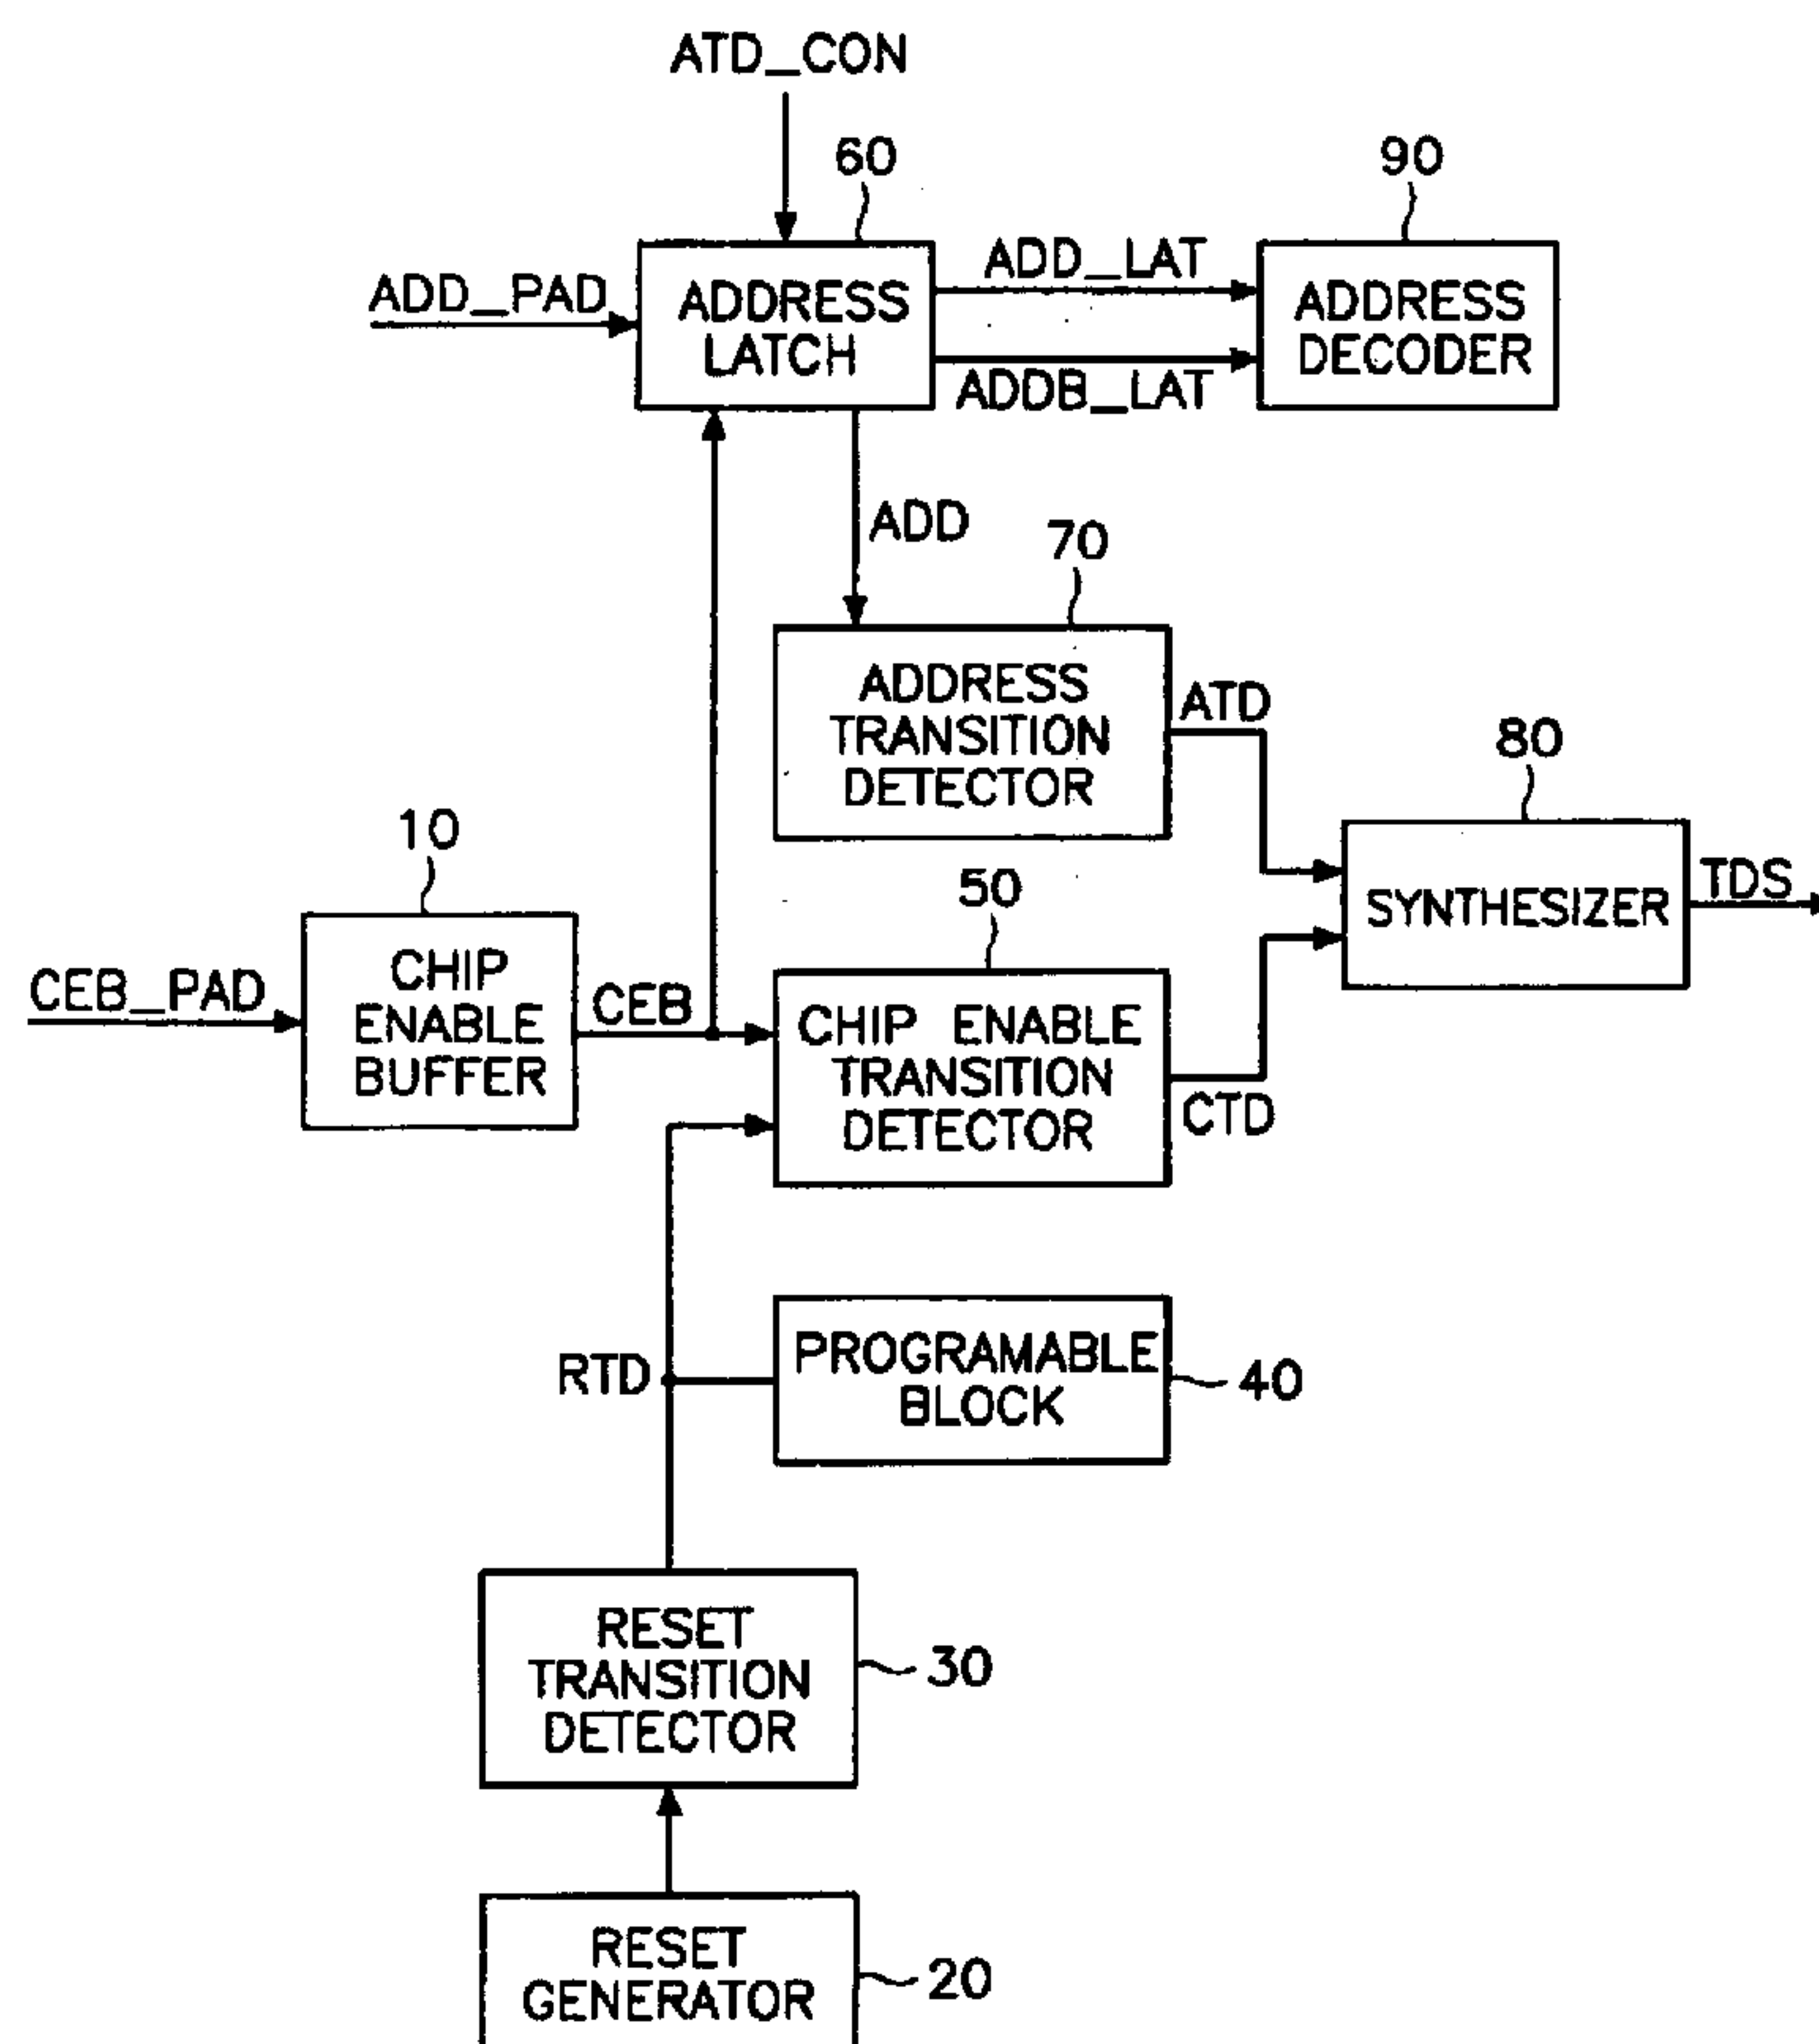 ATD_CON
60
90
ADD_PAD
ADDRESS
LATCH
ADD_LAT
ADDB_LAT
ADDRESS
DECODER
ADD
70
ADDRESS
TRANSITION
DETECTOR
ATD
80
SYNTHESIZER
TDS
10
CEB_PAD
CHIP
ENABLE
BUFFER
CEB
50
CHIP ENABLE
TRANSITION
DETECTOR
CTD
RTD
PROGRAMABLE
BLOCK
40
RESET
TRANSITION
DETECTOR
30
RESET
GENERATOR
20